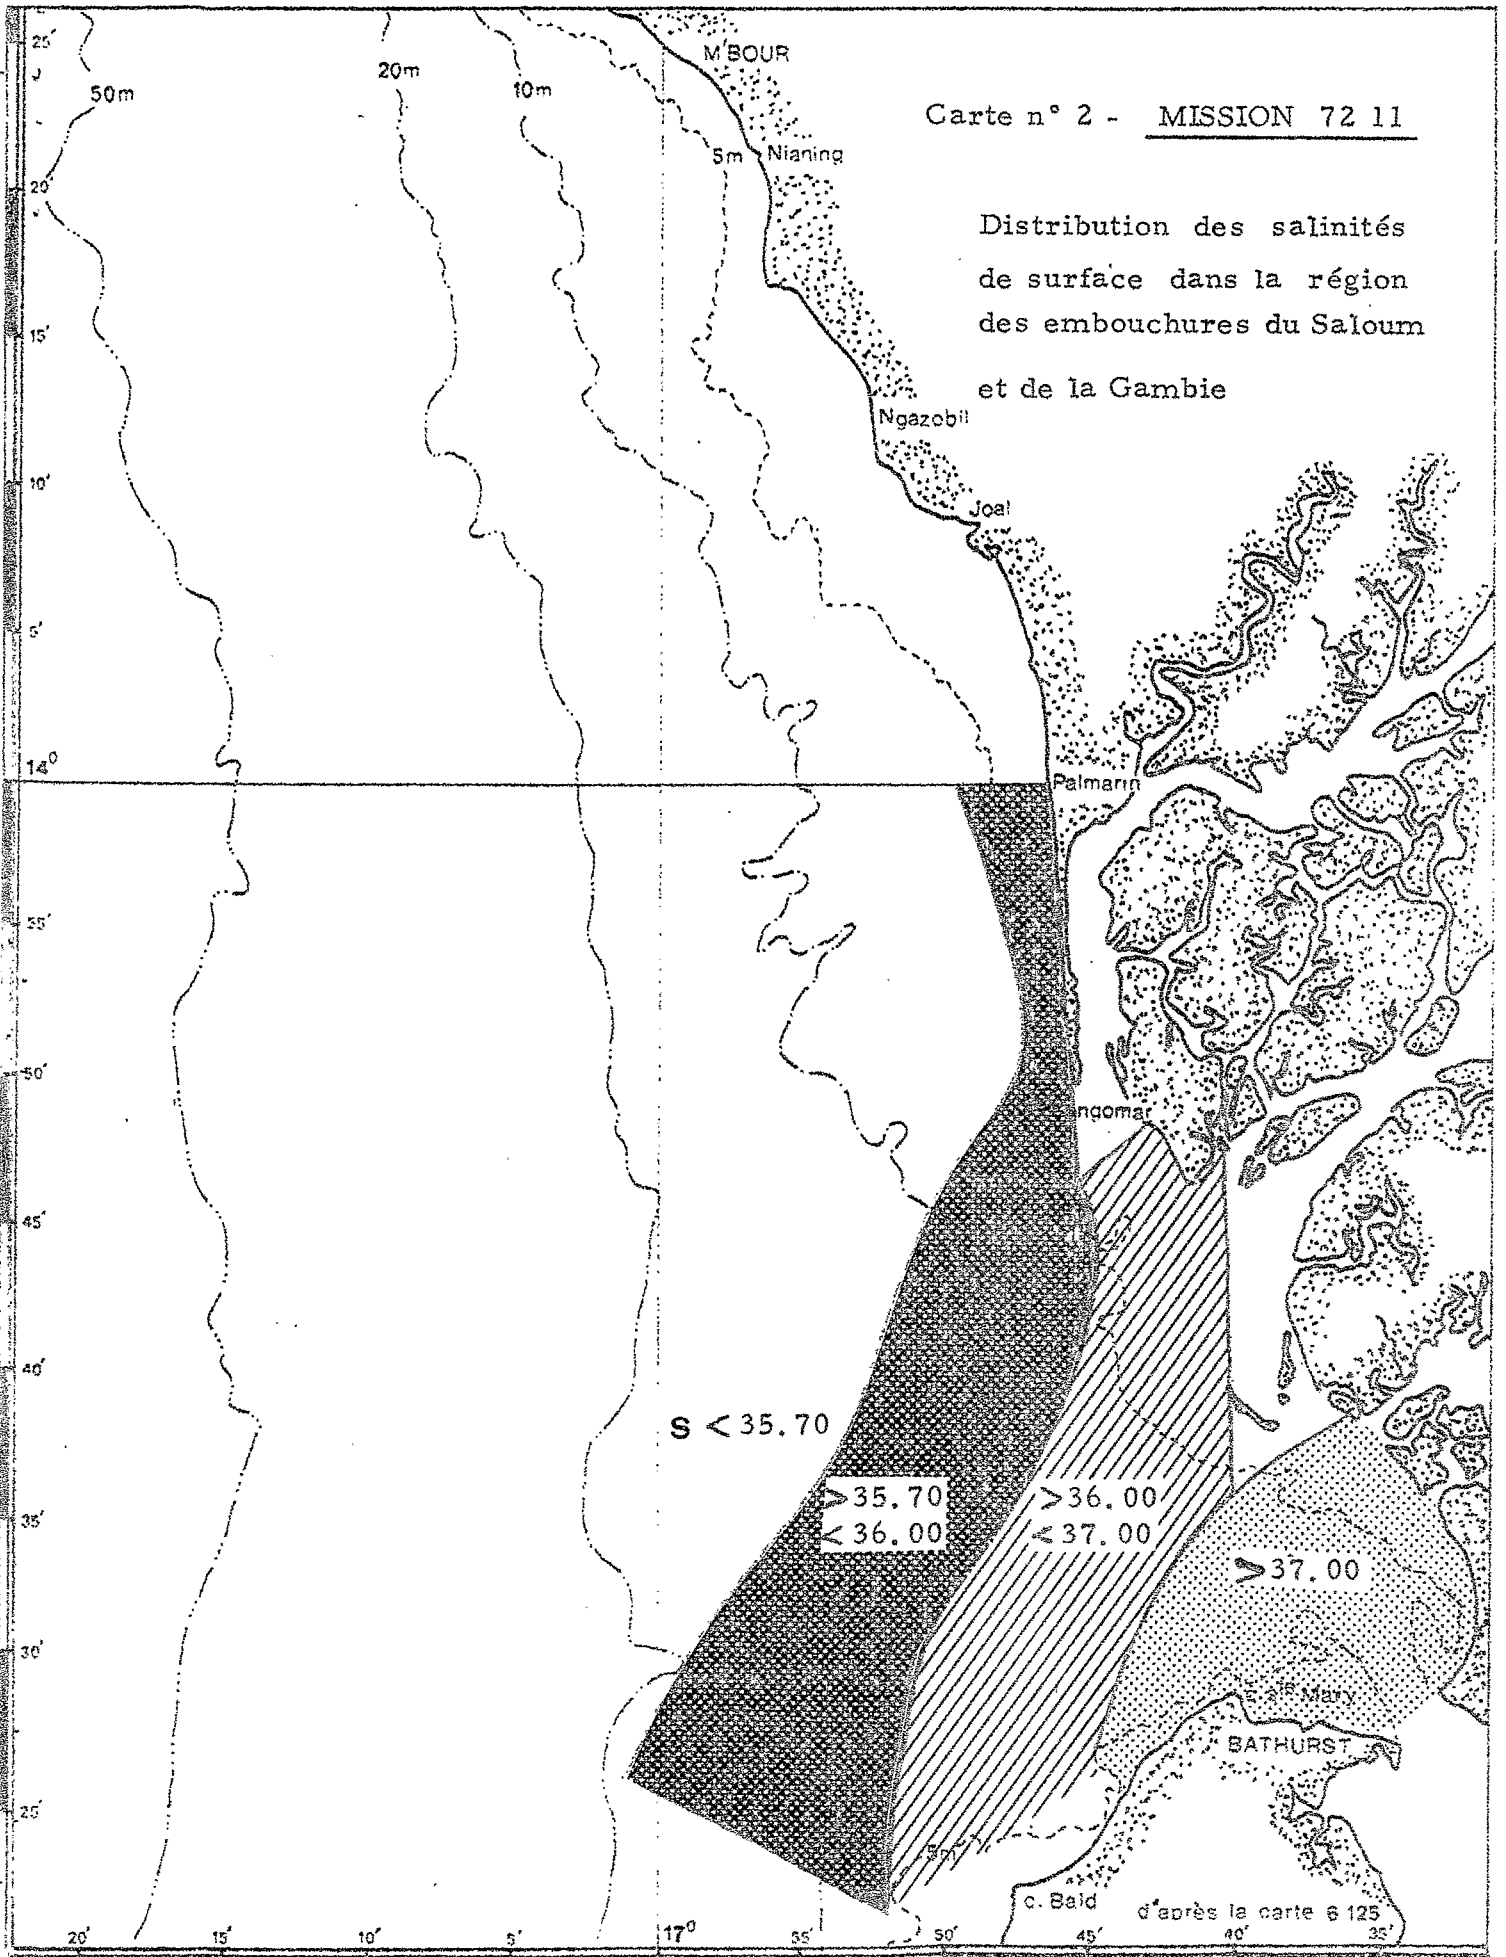 Carte n° 2 - MISSION 72 11
Distribution des salinités
de surface dans la région
des embouchures du Saloum
et de la Gambie
M'BOUR
50m
20m
10m
5m
Nianing
Ngazobil
Joal
Palmarin
S < 35.70
>35.70
<36.00
>36.00
<37.00
>37.00
Mary
BATHURST
5m
c. Bald
d'après la carte 6 125
25'
20'
15'
10'
5'
14°
55'
50'
45'
40'
35'
30'
25'
20'
15'
10'
5'
17°
55'
50'
45'
40'
35'